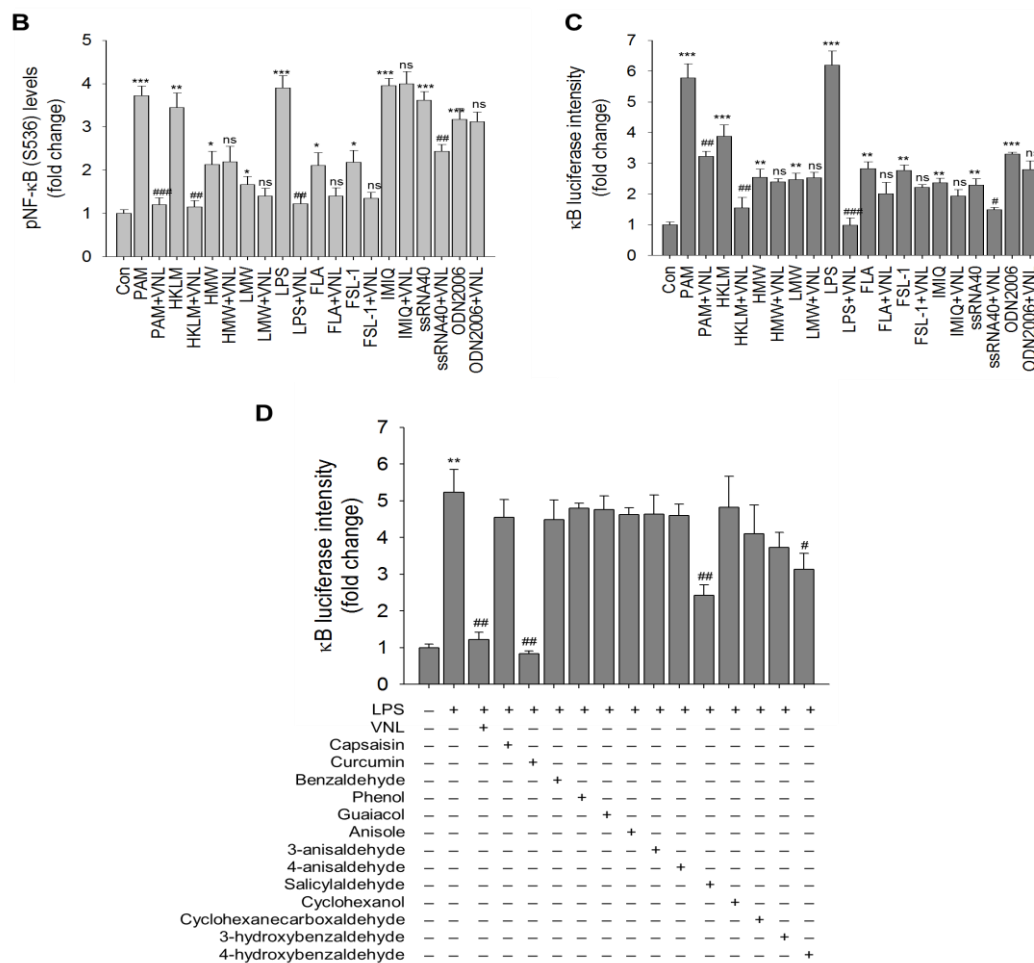 B
pNF-κB (S536) levels
(fold change)
5
4
3
2
1
0
*** ### ** ## * ns * ns *** ## * ns * ns *** ns *** ## *** ns
Con PAM PAM+VNL HKLM HKLM+VNL HMW HMW+VNL LMW LMW+VNL LPS LPS+VNL FLA FLA+VNL FSL-1 FSL-1+VNL IMIQ IMIQ+VNL ssRNA40 ssRNA40+VNL ODN2006 ODN2006+VNL
C
κB luciferase intensity
(fold change)
7
6
5
4
3
2
1
0
*** ## *** ## ** ns ** ns *** ### ** ns ** ns ** ns ** # *** ns
Con PAM PAM+VNL HKLM HKLM+VNL HMW HMW+VNL LMW LMW+VNL LPS LPS+VNL FLA FLA+VNL FSL-1 FSL-1+VNL IMIQ IMIQ+VNL ssRNA40 ssRNA40+VNL ODN2006 ODN2006+VNL
D
κB luciferase intensity
(fold change)
7
6
5
4
3
2
1
0
** ## ## ## #
LPS – + + + + + + + + + + + + + + +
VNL – – + – – – – – – – – – – – – –
Capsaisin – – – + – – – – – – – – – – – –
Curcumin – – – – + – – – – – – – – – – –
Benzaldehyde – – – – – + – – – – – – – – – –
Phenol – – – – – – + – – – – – – – – –
Guaiacol – – – – – – – + – – – – – – – –
Anisole – – – – – – – – + – – – – – – –
3-anisaldehyde – – – – – – – – – + – – – – – –
4-anisaldehyde – – – – – – – – – – + – – – – –
Salicylaldehyde – – – – – – – – – – – + – – – –
Cyclohexanol – – – – – – – – – – – – + – – –
Cyclohexanecarboxaldehyde – – – – – – – – – – – – – + – –
3-hydroxybenzaldehyde – – – – – – – – – – – – – – + –
4-hydroxybenzaldehyde – – – – – – – – – – – – – – – +